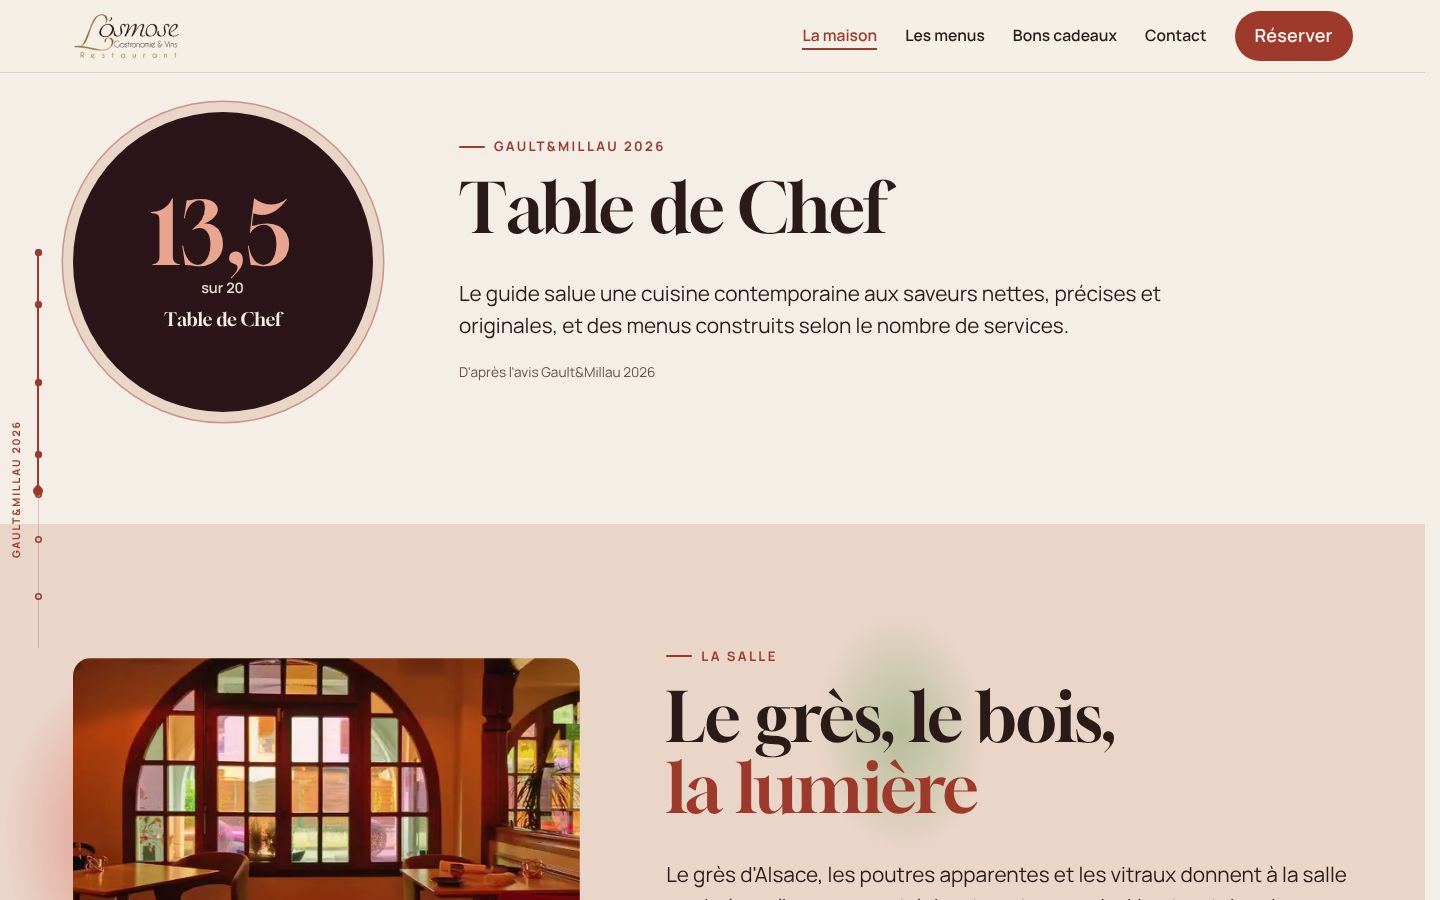 L'osmose
Gastronomie & Vins
Restaurant
La maison
Les menus
Bons cadeaux
Contact
Réserver
GAULT&MILLAU 2026
13,5
sur 20
Table de Chef
GAULT&MILLAU 2026
Table de Chef
Le guide salue une cuisine contemporaine aux saveurs nettes, précises et
originales, et des menus construits selon le nombre de services.
D'après l'avis Gault&Millau 2026
LA SALLE
Le grès, le bois,
la lumière
Le grès d'Alsace, les poutres apparentes et les vitraux donnent à la salle